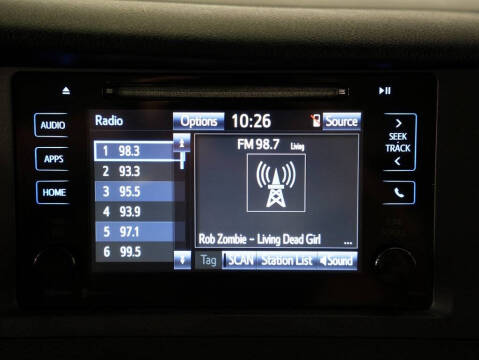 Radio
Options
10:26
Source
AUDIO
APPS
HOME
1 98.3
2 93.3
3 95.5
4 93.9
5 97.1
6 99.5
FM 98.7 Living
Rob Zombie – Living Dead Girl ...
Tag
SCAN
Station List
Sound
>
SEEK
TRACK
<